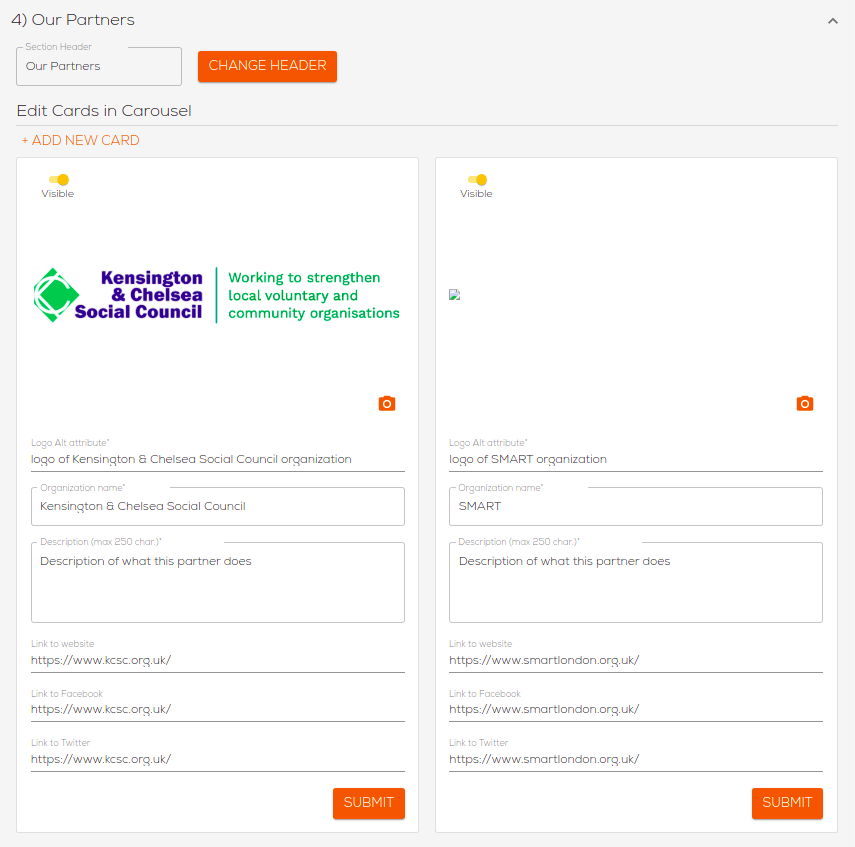 4) Our Partners
Section Header
Our Partners
CHANGE HEADER
Edit Cards in Carousel
+ ADD NEW CARD
Visible
Kensington
& Chelsea
Social Council
Working to strengthen
local voluntary and
community organisations
Logo Alt attribute*
logo of Kensington & Chelsea Social Council organization
Organization name*
Kensington & Chelsea Social Council
Description (max 250 char.)*
Description of what this partner does
Link to website
https://www.kcsc.org.uk/
Link to Facebook
https://www.kcsc.org.uk/
Link to Twitter
https://www.kcsc.org.uk/
SUBMIT
Visible
Logo Alt attribute*
logo of SMART organization
Organization name*
SMART
Description (max 250 char.)*
Description of what this partner does
Link to website
https://www.smartlondon.org.uk/
Link to Facebook
https://www.smartlondon.org.uk/
Link to Twitter
https://www.smartlondon.org.uk/
SUBMIT